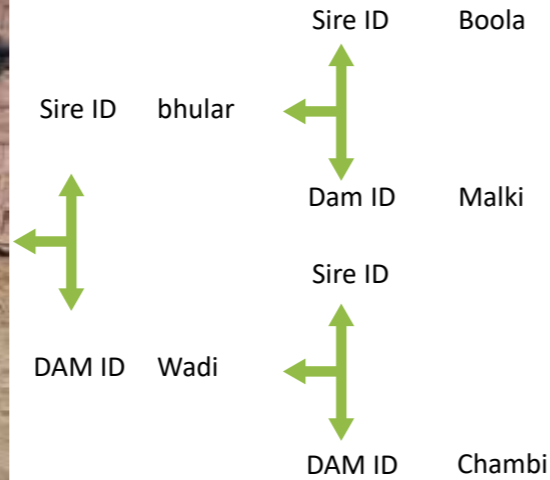 Sire ID Boola
Sire ID bhular
Dam ID Malki
Sire ID
DAM ID Wadi
DAM ID Chambi